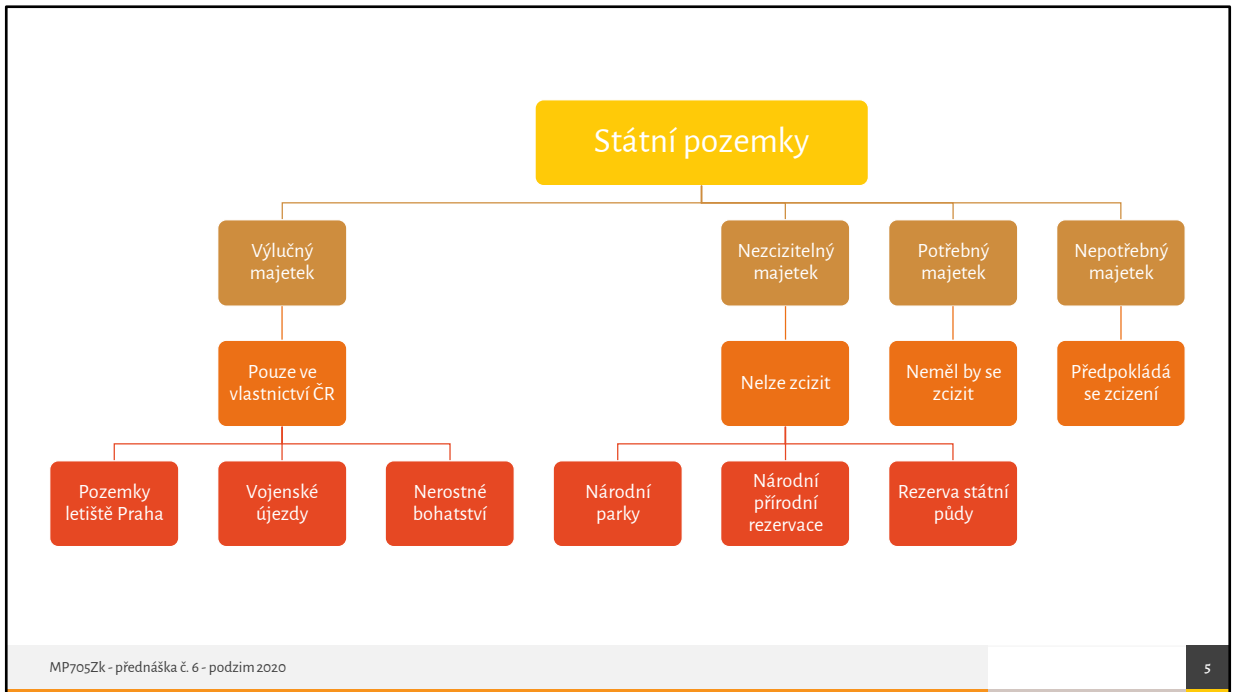 Státní pozemky
Výlučný
majetek
Nezcizitelný
majetek
Potřebný
majetek
Nepotřebný
majetek
Pouze ve
vlastnictví ČR
Nelze zcizit
Neměl by se
zcizit
Předpokládá
se zcizení
Pozemky
letiště Praha
Vojenské
újezdy
Nerostné
bohatství
Národní
parky
Národní
přírodní
rezervace
Rezerva státní
půdy
MP705Zk - přednáška č. 6 - podzim 2020
5